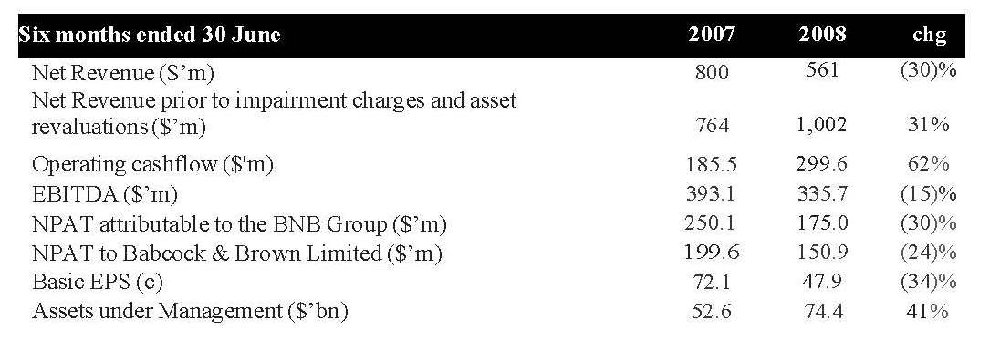 Six months ended 30 June 2007 2008 chg
Net Revenue ($’m) 800 561 (30)%
Net Revenue prior to impairment charges and asset
revaluations ($’m) 764 1,002 31%
Operating cashflow ($'m) 185.5 299.6 62%
EBITDA ($’m) 393.1 335.7 (15)%
NPAT attributable to the BNB Group ($’m) 250.1 175.0 (30)%
NPAT to Babcock & Brown Limited ($’m) 199.6 150.9 (24)%
Basic EPS (c) 72.1 47.9 (34)%
Assets under Management ($’bn) 52.6 74.4 41%